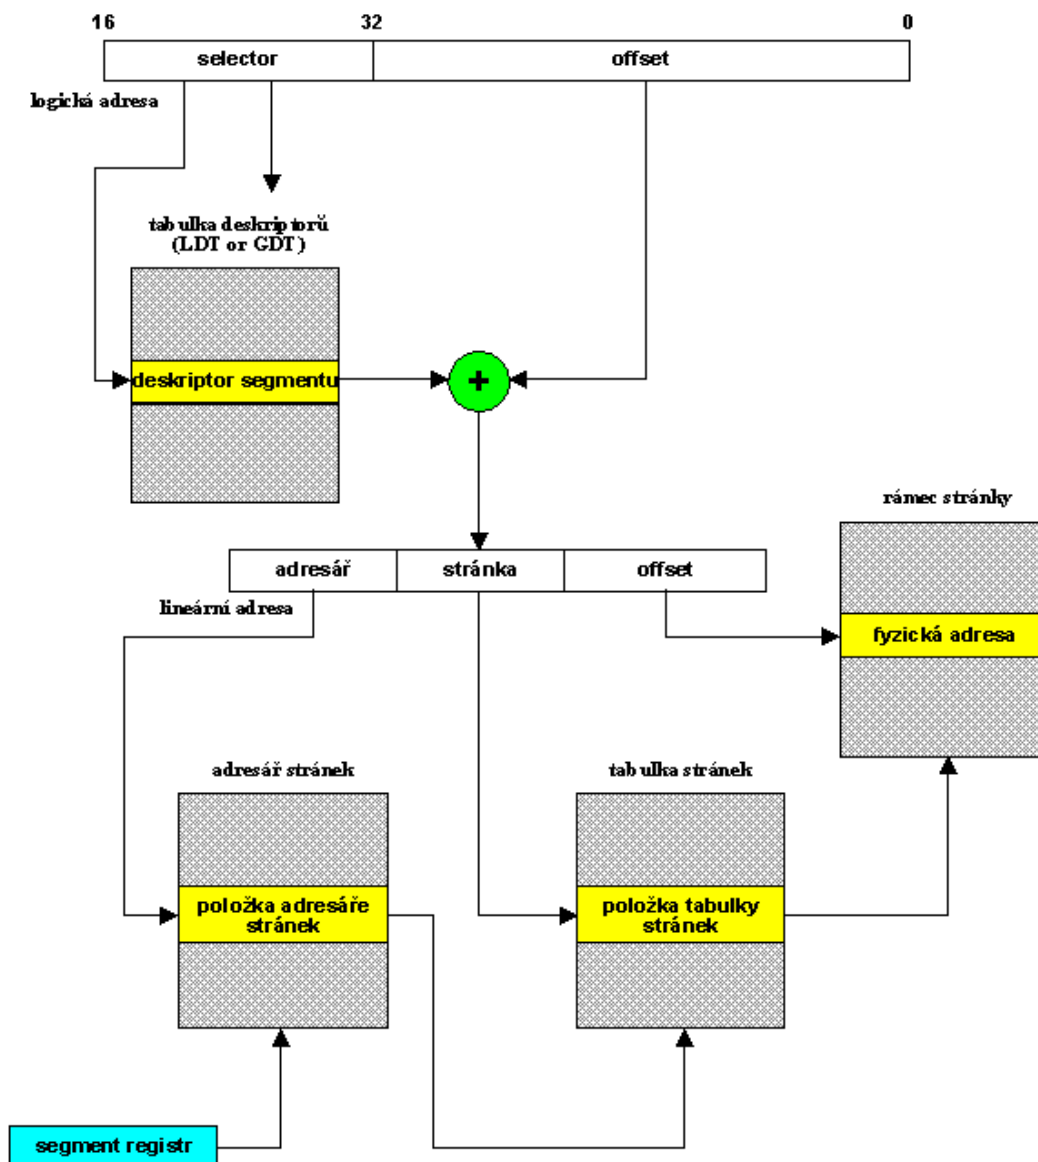 16 32 0
selector offset
logická adresa
tabulka deskriptorů
(LDT or GDT)
deskriptor segmentu
+
rámec stránky
adresář stránka offset
lineární adresa
fyzická adresa
adresář stránek tabulka stránek
položka adresáře
stránek
položka tabulky
stránek
segment registr